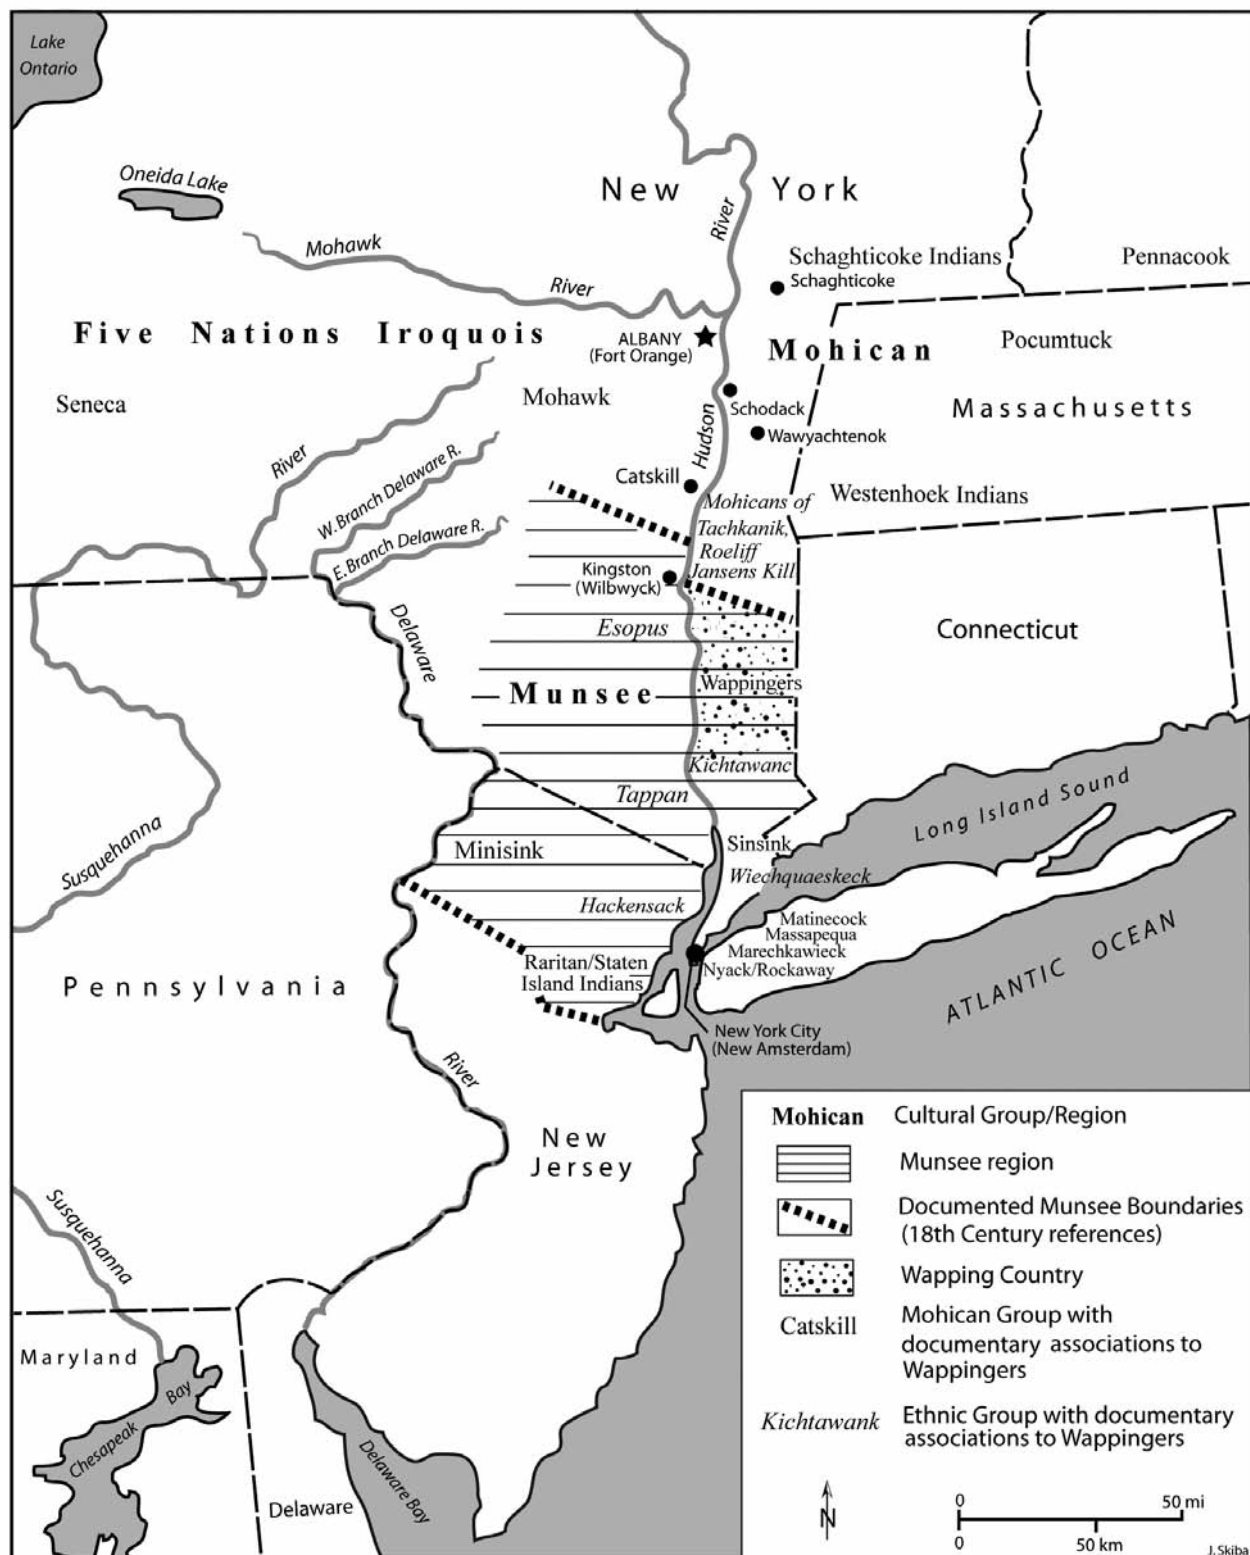 Lake
Ontario
Oneida Lake
New York
Mohawk
River
River
Schaghticoke Indians
Schaghticoke
Pennacook
Five Nations Iroquois
ALBANY
(Fort Orange)
Mohican
Pocumtuck
Seneca
Mohawk
Massachusetts
Schodack
Wawyachtenok
Hudson
River
W. Branch Delaware R.
E. Branch Delaware R.
Catskill
Mohicans of
Tachkanik,
Roeliff
Jansens Kill
Westenhoek Indians
Kingston
(Wilbwyck)
Delaware
Esopus
Connecticut
Munsee
Wappingers
Kichtawanc
Tappan
Long Island Sound
Susquehanna
Minisink
Sinsink
Wiechquaeskeck
Hackensack
Matinecock
Massapequa
Marechkawieck
Nyack/Rockaway
Raritan/Staten
Island Indians
ATLANTIC OCEAN
Pennsylvania
New York City
(New Amsterdam)
River
New
Jersey
Susquehanna
Maryland
Chesapeak
Bay
Delaware
Delaware Bay
Mohican Cultural Group/Region
Munsee region
Documented Munsee Boundaries
(18th Century references)
Wapping Country
Catskill Mohican Group with
documentary associations to
Wappingers
Kichtawank Ethnic Group with documentary
associations to Wappingers
N
0 50 mi
50 km
J. Skiba